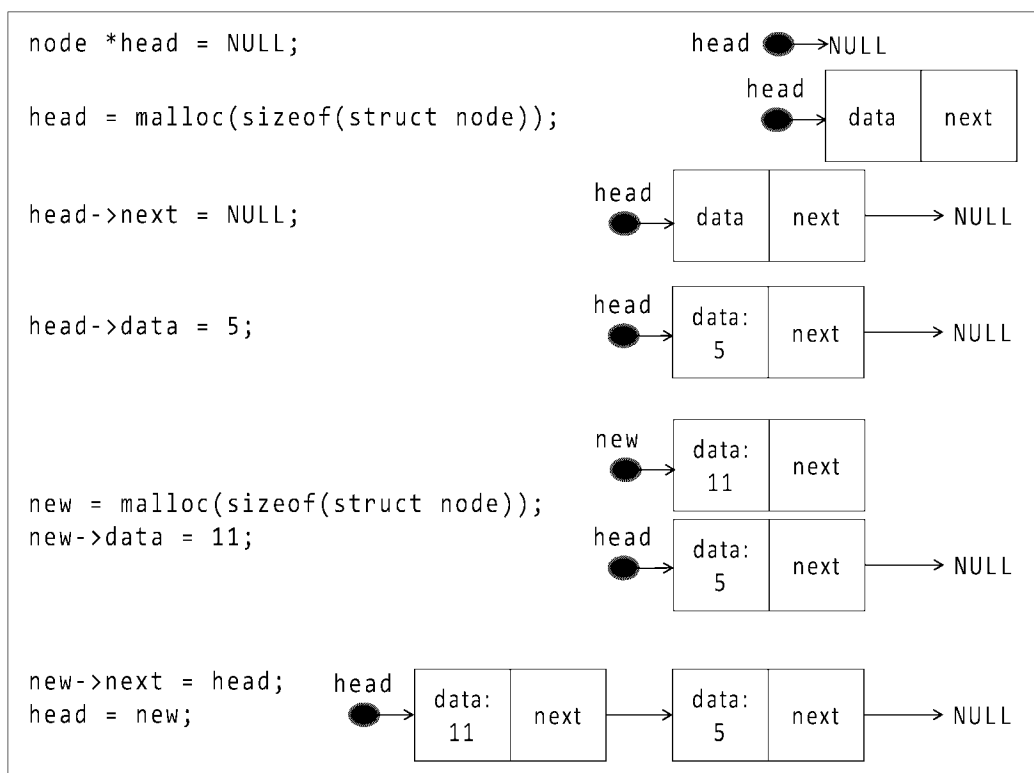 node *head = NULL;
head NULL
head
head = malloc(sizeof(struct node));
data next
head
head->next = NULL;
data next NULL
head
head->data = 5;
data:
5
next NULL
new
data:
11
next
new = malloc(sizeof(struct node));
new->data = 11;
head
data:
5
next NULL
new->next = head;
head = new;
head
data:
11
next
data:
5
next NULL